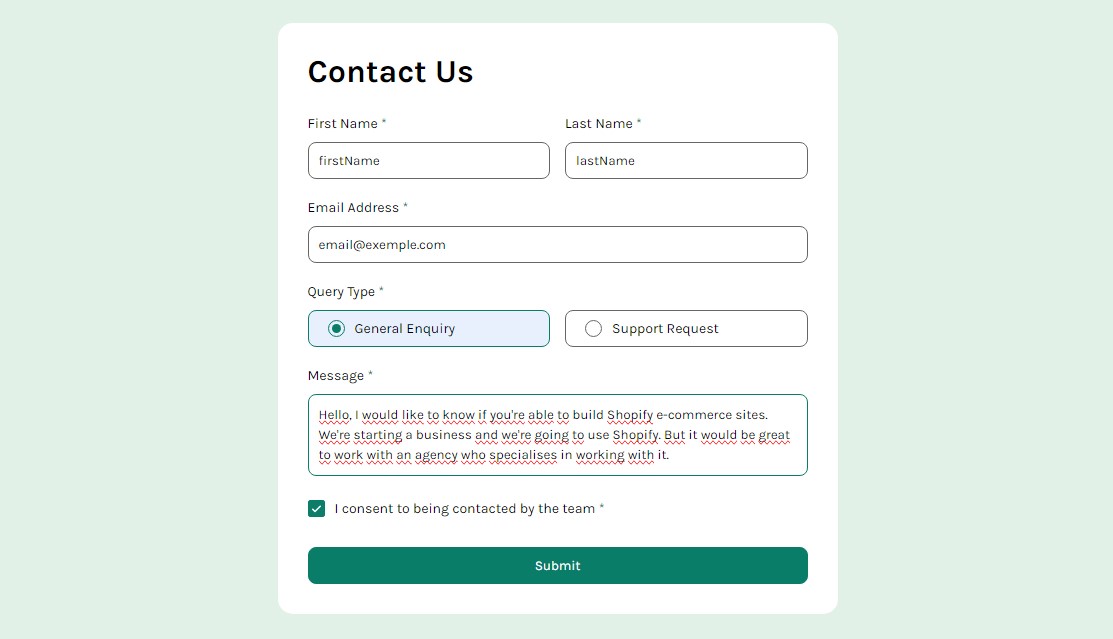 Contact Us
First Name * Last Name *
firstName lastName
Email Address *
email@exemple.com
Query Type *
General Enquiry Support Request
Message *
Hello, I would like to know if you're able to build Shopify e-commerce sites.
We're starting a business and we're going to use Shopify. But it would be great
to work with an agency who specialises in working with it.
I consent to being contacted by the team *
Submit